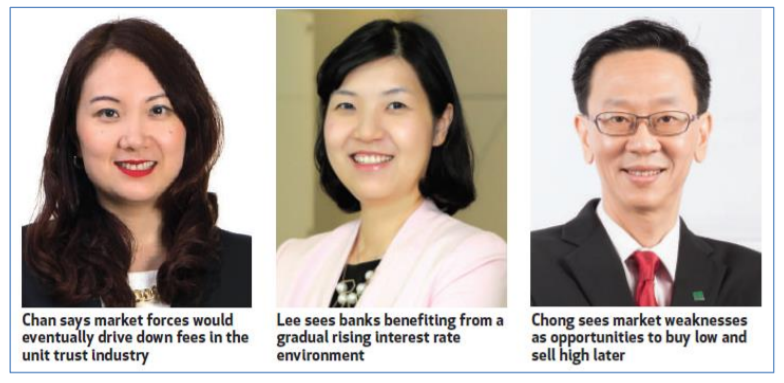 Chan says market forces would
eventually drive down fees in the
unit trust industry
Lee sees banks benefiting from a
gradual rising interest rate
environment
Chong sees market weaknesses
as opportunities to buy low and
sell high later